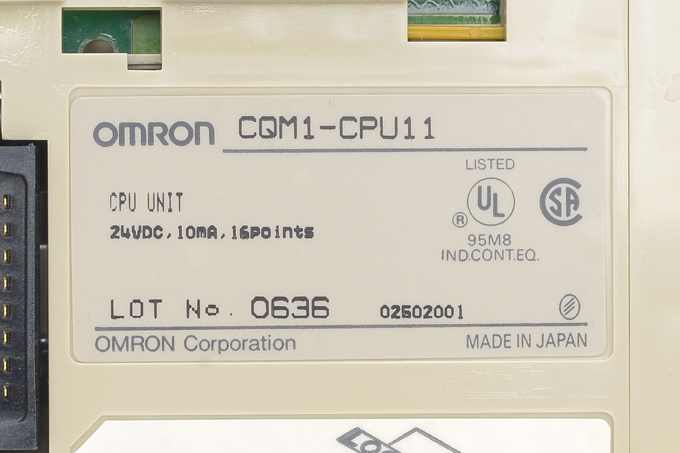 OMRON CQM1-CPU11
LISTED
UL
®
SA
CPU UNIT
24VDC, 10mA, 16points
95M8
IND.CONT.EQ.
LOT No. 0636 02502001
OMRON Corporation MADE IN JAPAN